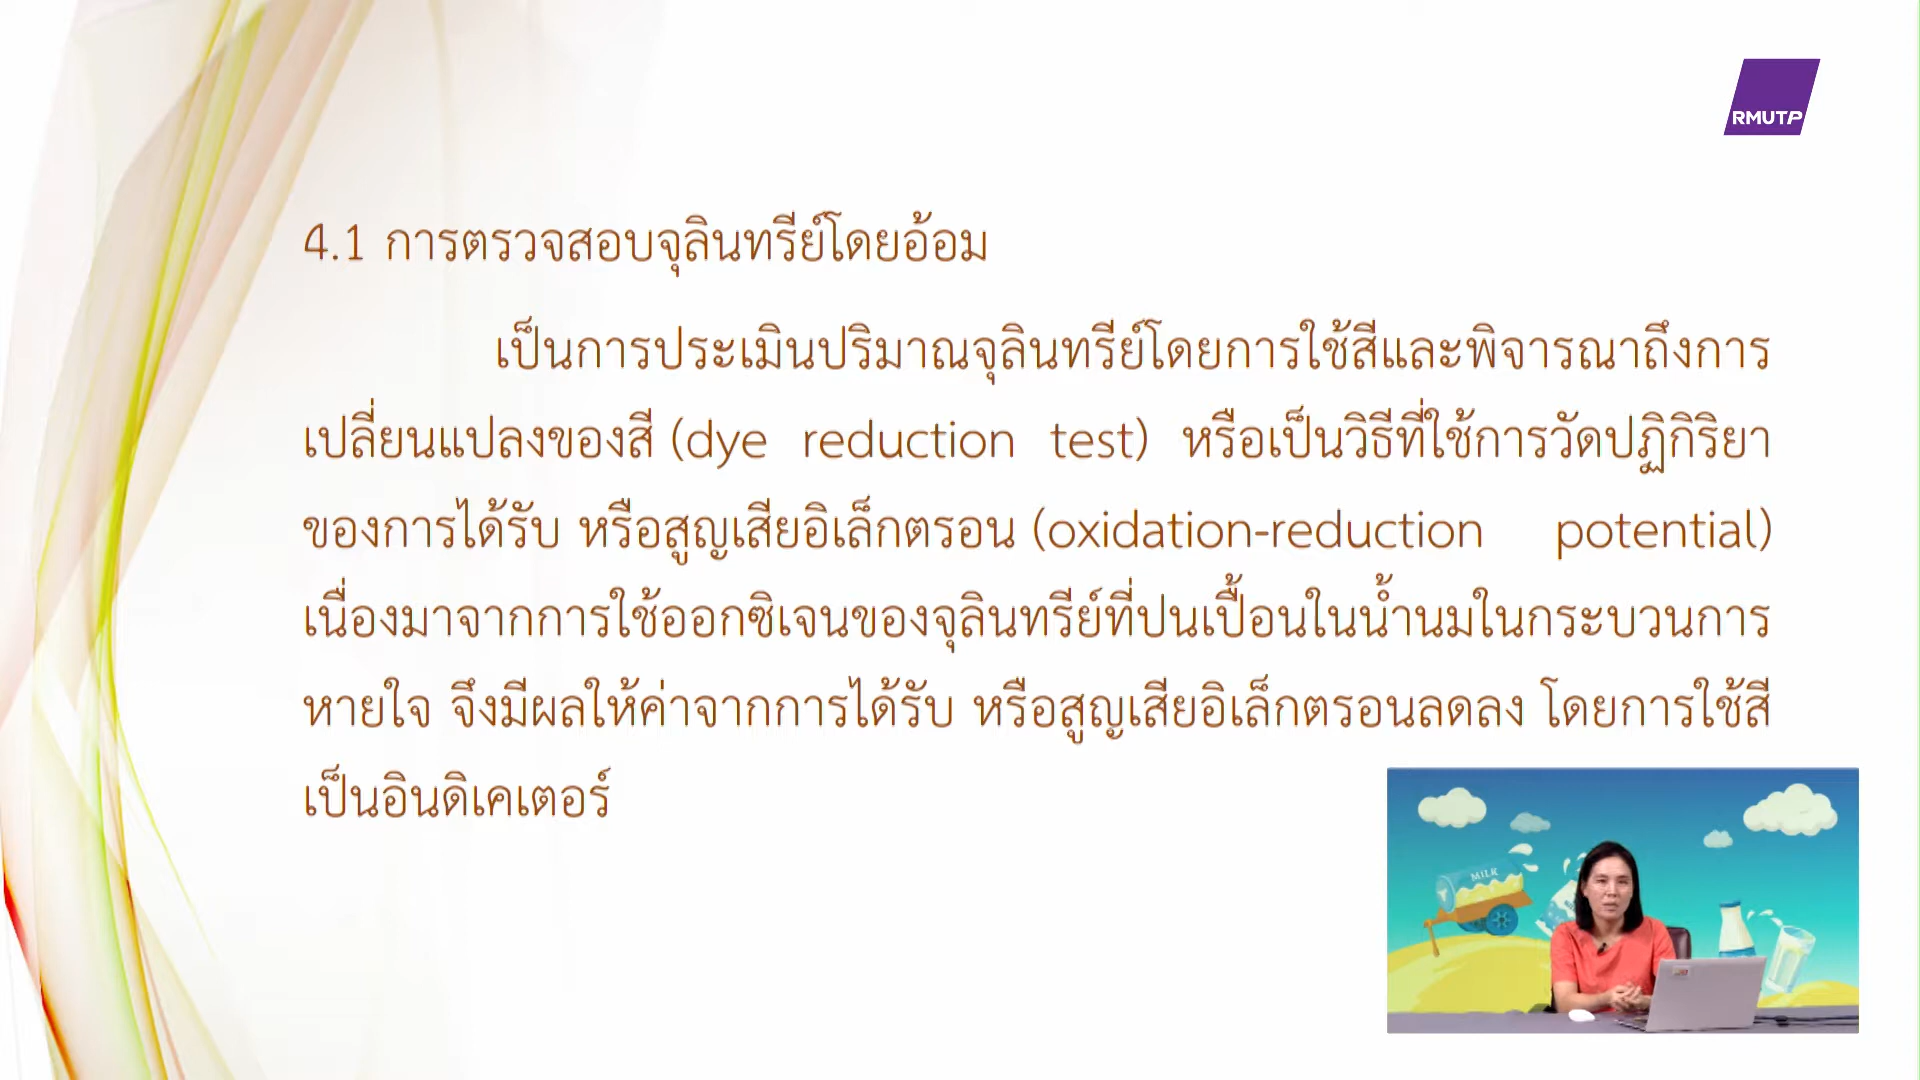 RMUTP
4.1 การตรวจสอบจุลินทรีย์โดยอ้อม
เป็นการประเมินปริมาณจุลินทรีย์โดยการใช้สีและพิจารณาถึงการ
เปลี่ยนแปลงของสี (dye reduction test) หรือเป็นวิธีที่ใช้การวัดปฏิกิริยา
ของการได้รับ หรือสูญเสียอิเล็กตรอน (oxidation-reduction potential)
เนื่องมาจากการใช้ออกซิเจนของจุลินทรีย์ที่ปนเปื้อนในน้ำนมในกระบวนการ
หายใจ จึงมีผลให้ค่าจากการได้รับ หรือสูญเสียอิเล็กตรอนลดลง โดยการใช้สี
เป็นอินดิเคเตอร์
MILK